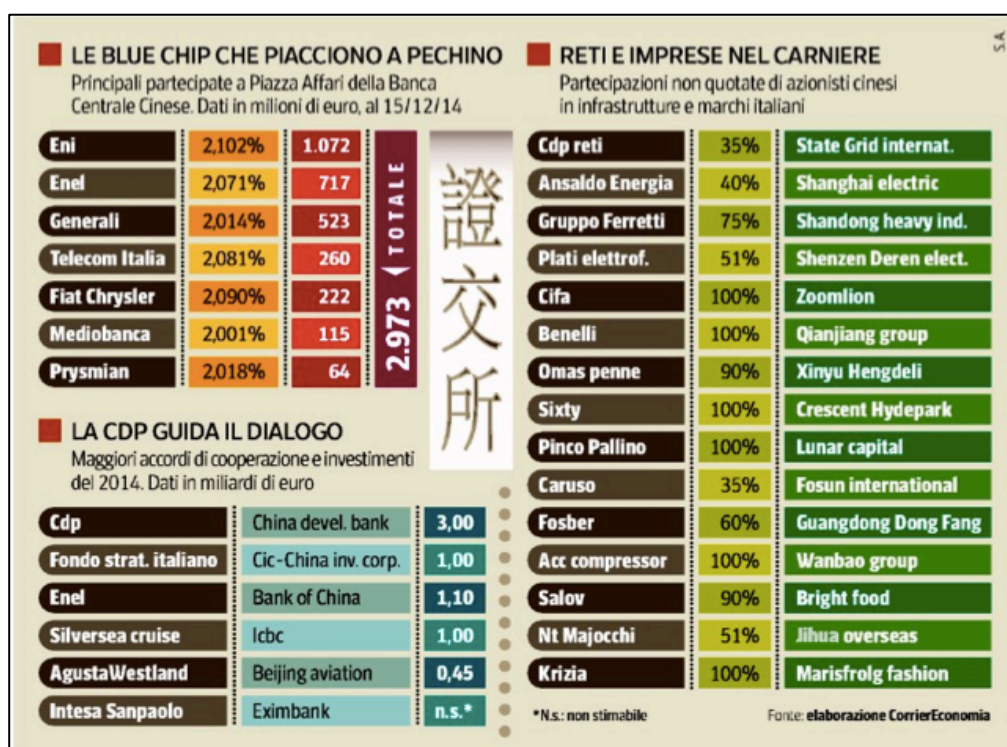 LE BLUE CHIP CHE PIACCIONO A PECHINO
Principali partecipate a Piazza Affari della Banca
Centrale Cinese. Dati in milioni di euro, al 15/12/14
Eni 2,102% 1.072
Enel 2,071% 717
Generali 2,014% 523
Telecom Italia 2,081% 260
Fiat Chrysler 2,090% 222
Mediobanca 2,001% 115
Prysmian 2,018% 64
2.973 TOTALE
證交所
LA CDP GUIDA IL DIALOGO
Maggiori accordi di cooperazione e investimenti
del 2014. Dati in miliardi di euro
Cdp China devel. bank 3,00
Fondo strat. italiano Cic-China inv. corp. 1,00
Enel Bank of China 1,10
Silversea cruise Icbc 1,00
AgustaWestland Beijing aviation 0,45
Intesa Sanpaolo Eximbank n.s.*
RETI E IMPRESE NEL CARNIERE
Partecipazioni non quotate di azionisti cinesi
in infrastrutture e marchi italiani
Cdp reti 35% State Grid internat.
Ansaldo Energia 40% Shanghai electric
Gruppo Ferretti 75% Shandong heavy ind.
Plati elettrof. 51% Shenzen Deren elect.
Cifa 100% Zoomlion
Benelli 100% Qianjiang group
Omas penne 90% Xinyu Hengdeli
Sixty 100% Crescent Hydepark
Pinco Pallino 100% Lunar capital
Caruso 35% Fosun international
Fosber 60% Guangdong Dong Fang
Acc compressor 100% Wanbao group
Salov 90% Bright food
Nt Majocchi 51% Jihua overseas
Krizia 100% Marisfrolg fashion
*N.s.: non stimabile
Fonte: elaborazione CorrierEconomia
S.A.